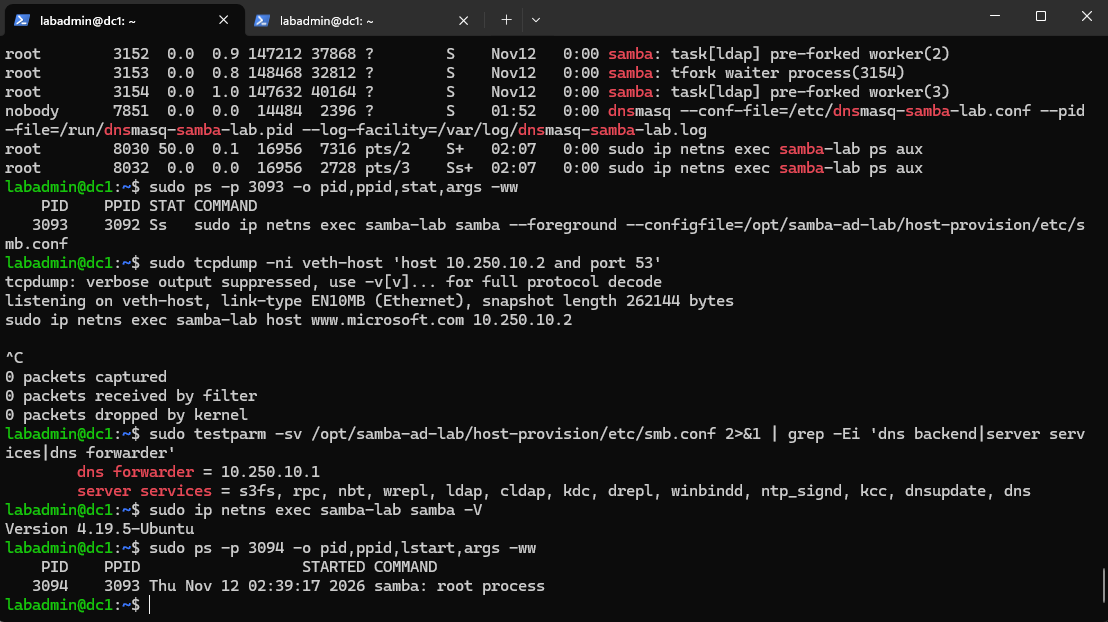 labadmin@dc1: ~
labadmin@dc1: ~
root        3152  0.0  0.9 147212 37868 ?        S    Nov12   0:00 samba: task[ldap] pre-forked worker(2)
root        3153  0.0  0.8 148468 32812 ?        S    Nov12   0:00 samba: tfork waiter process(3154)
root        3154  0.0  1.0 147632 40164 ?        S    Nov12   0:00 samba: task[ldap] pre-forked worker(3)
nobody      7851  0.0  0.0  14484  2396 ?        S    01:52   0:00 dnsmasq --conf-file=/etc/dnsmasq-samba-lab.conf --pid
-file=/run/dnsmasq-samba-lab.pid --log-facility=/var/log/dnsmasq-samba-lab.log
root        8030 50.0  0.1  16956  7316 pts/2    S+   02:07   0:00 sudo ip netns exec samba-lab ps aux
root        8032  0.0  0.0  16956  2728 pts/3    Ss+  02:07   0:00 sudo ip netns exec samba-lab ps aux
labadmin@dc1:~$ sudo ps -p 3093 -o pid,ppid,stat,args -ww
    PID    PPID STAT COMMAND
   3093    3092 Ss   sudo ip netns exec samba-lab samba --foreground --configfile=/opt/samba-ad-lab/host-provision/etc/s
mb.conf
labadmin@dc1:~$ sudo tcpdump -ni veth-host 'host 10.250.10.2 and port 53'
tcpdump: verbose output suppressed, use -v[v]... for full protocol decode
listening on veth-host, link-type EN10MB (Ethernet), snapshot length 262144 bytes
sudo ip netns exec samba-lab host www.microsoft.com 10.250.10.2
^C
0 packets captured
0 packets received by filter
0 packets dropped by kernel
labadmin@dc1:~$ sudo testparm -sv /opt/samba-ad-lab/host-provision/etc/smb.conf 2>&1 | grep -Ei 'dns backend|server serv
ices|dns forwarder'
        dns forwarder = 10.250.10.1
        server services = s3fs, rpc, nbt, wrepl, ldap, cldap, kdc, drepl, winbindd, ntp_signd, kcc, dnsupdate, dns
labadmin@dc1:~$ sudo ip netns exec samba-lab samba -V
Version 4.19.5-Ubuntu
labadmin@dc1:~$ sudo ps -p 3094 -o pid,ppid,lstart,args -ww
    PID    PPID                  STARTED COMMAND
   3094    3093 Thu Nov 12 02:39:17 2026 samba: root process
labadmin@dc1:~$